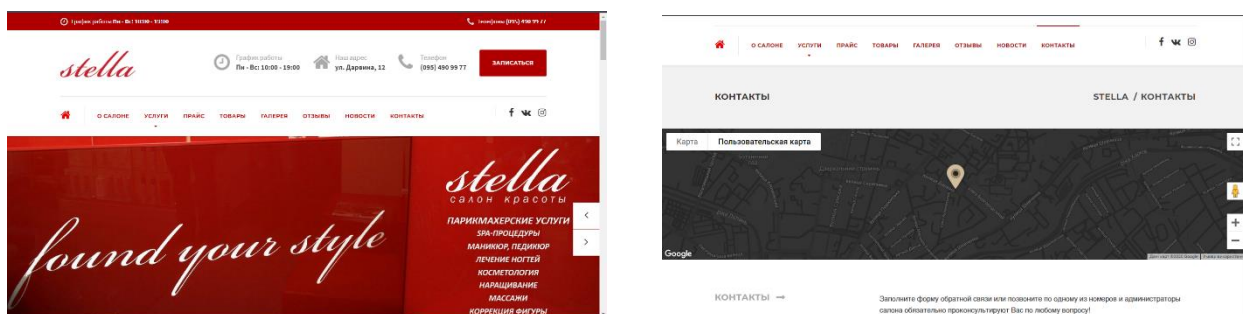 График работы Пн - Вс: 10:00 - 19:00
Телефоны (095) 490 99 77
stella
График работы
Пн - Вс: 10:00 - 19:00
Наш адрес
ул. Дарвина, 12
Телефон
(095) 490 99 77
ЗАПИСАТЬСЯ
О САЛОНЕ УСЛУГИ ПРАЙС ТОВАРЫ ГАЛЕРЕЯ ОТЗЫВЫ НОВОСТИ КОНТАКТЫ
found your style
stella
САЛОН КРАСОТЫ
ПАРИКМАХЕРСКИЕ УСЛУГИ
SPA-ПРОЦЕДУРЫ
МАНИКЮР, ПЕДИКЮР
ЛЕЧЕНИЕ НОГТЕЙ
КОСМЕТОЛОГИЯ
НАРАЩИВАНИЕ
МАССАЖИ
КОРРЕКЦИЯ ФИГУРЫ
О САЛОНЕ УСЛУГИ ПРАЙС ТОВАРЫ ГАЛЕРЕЯ ОТЗЫВЫ НОВОСТИ КОНТАКТЫ
КОНТАКТЫ
STELLA / КОНТАКТЫ
Карта Пользовательская карта
Google
КОНТАКТЫ →
Заполните форму обратной связи или позвоните по одному из номеров и администраторы
салона обязательно проконсультируют Вас по любому вопросу!